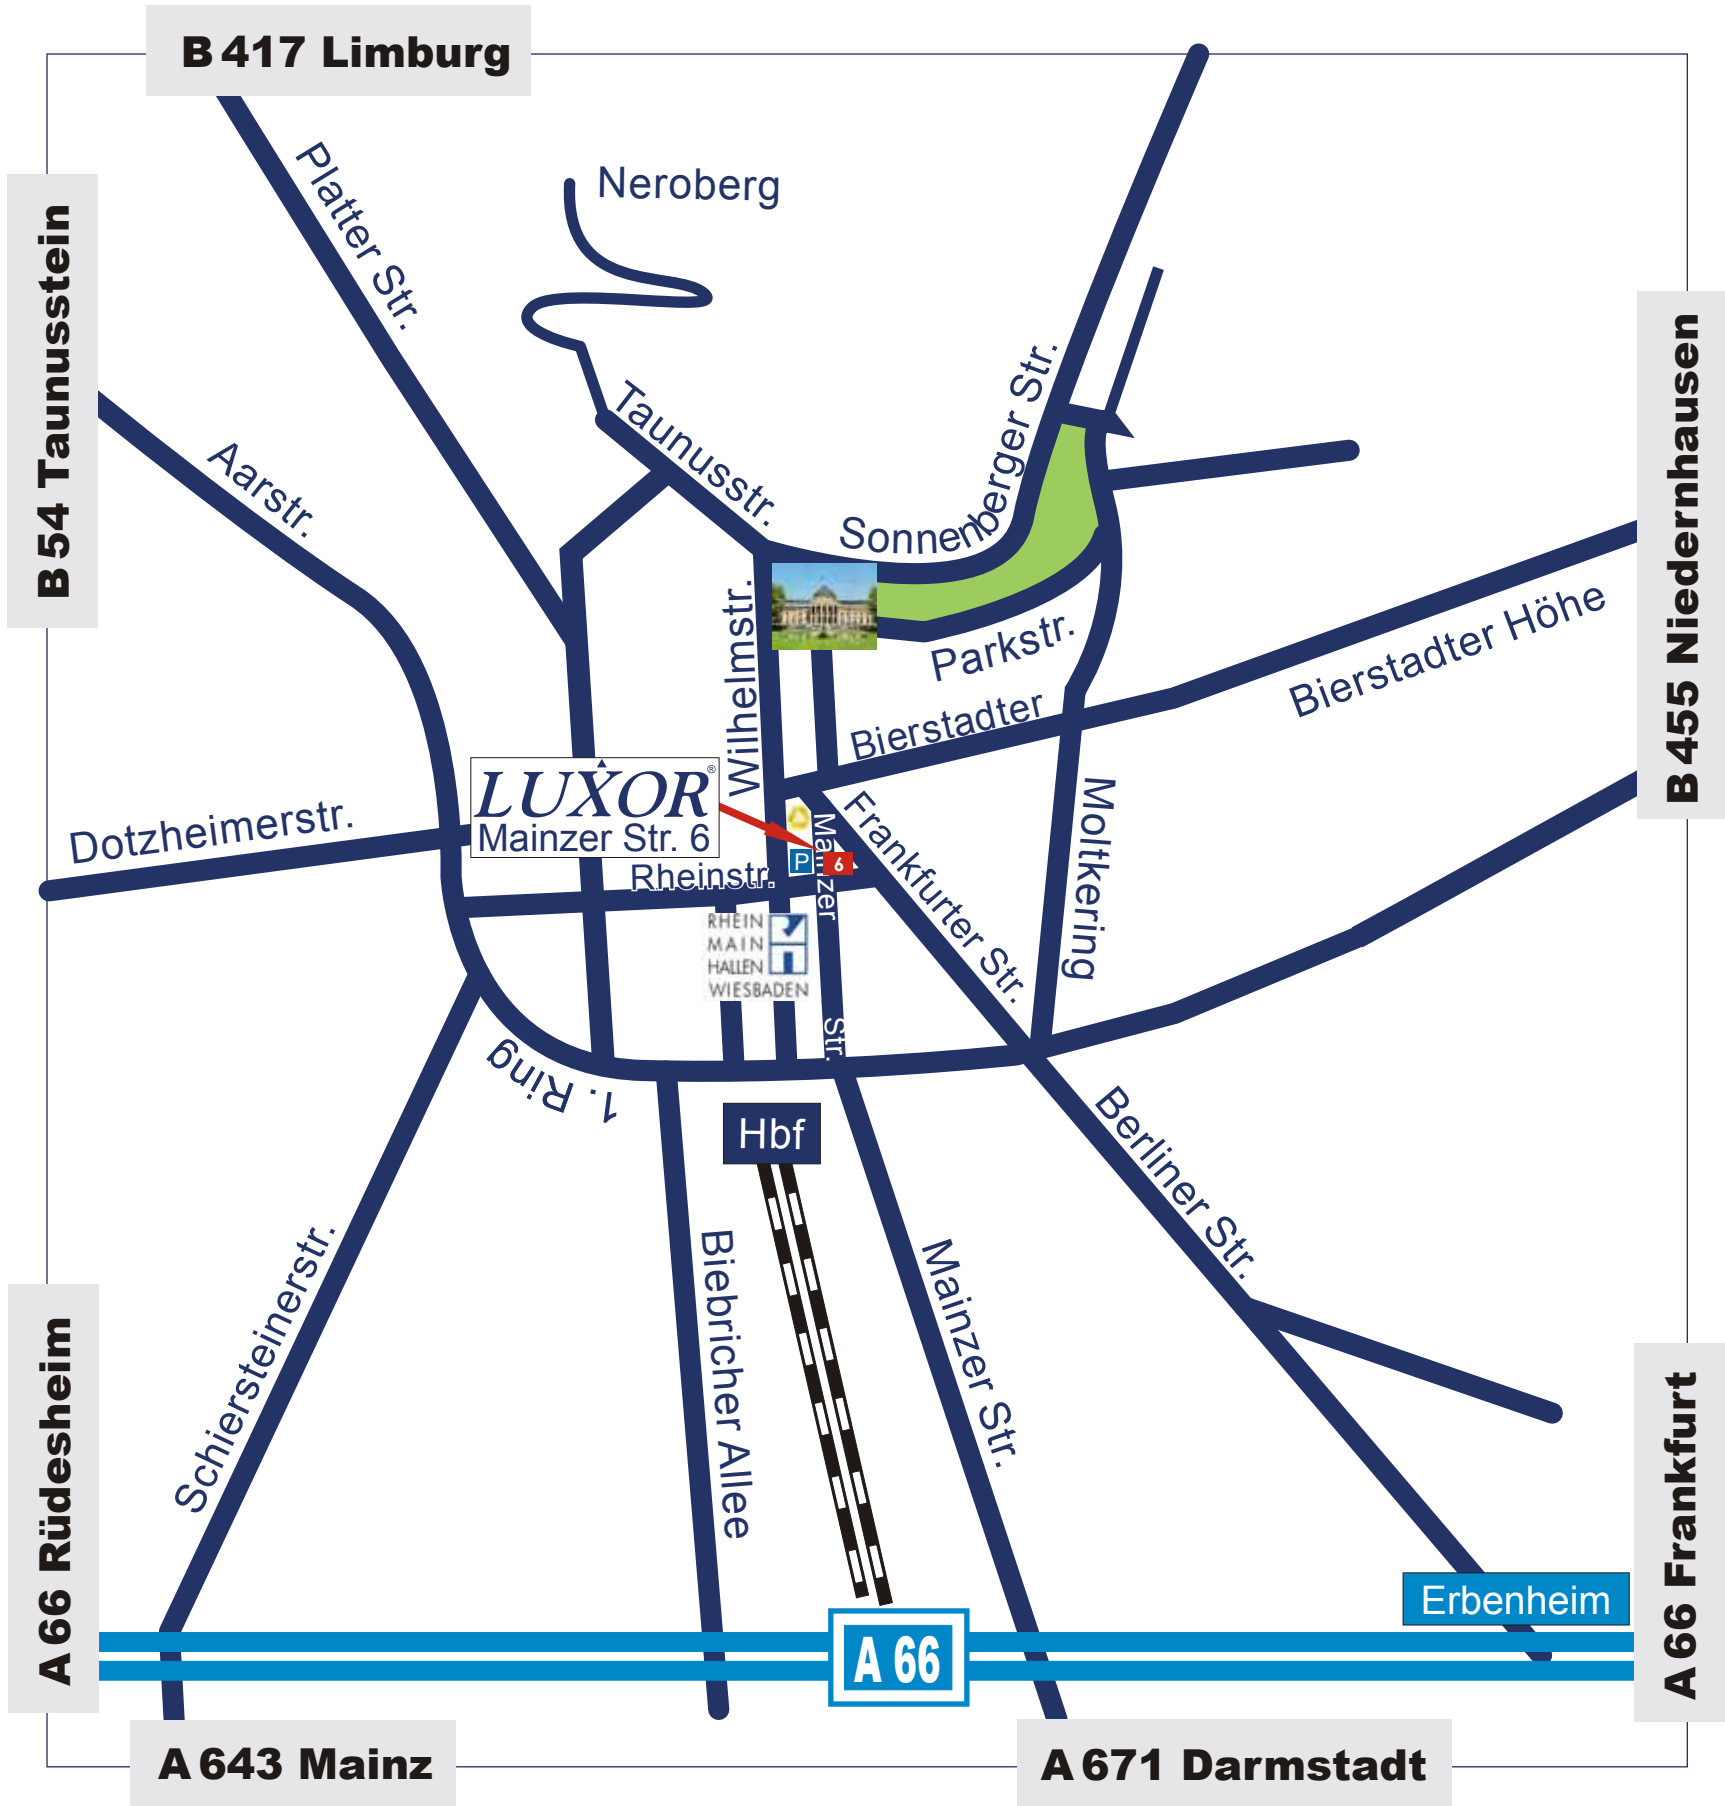 B 417 Limburg
Platter Str.
Neroberg
B 54 Taunusstein
Aarstr.
Taunusstr.
Sonnenberger Str.
B 455 Niedernhausen
Wilhelmstr.
Parkstr.
Bierstadter Höhe
Bierstadter
LUXOR®
Mainzer Str. 6
Dotzheimerstr.
Rheinstr.
P
6
Mainzer
Str.
Frankfurter Str.
Moltkering
RHEIN
MAIN
HALLEN
WIESBADEN
1. Ring
Hbf
Berliner Str.
Schiersteinerstr.
Biebricher Allee
Mainzer Str.
A 66 Rüdesheim
A 66 Frankfurt
Erbenheim
A 66
A 643 Mainz
A 671 Darmstadt